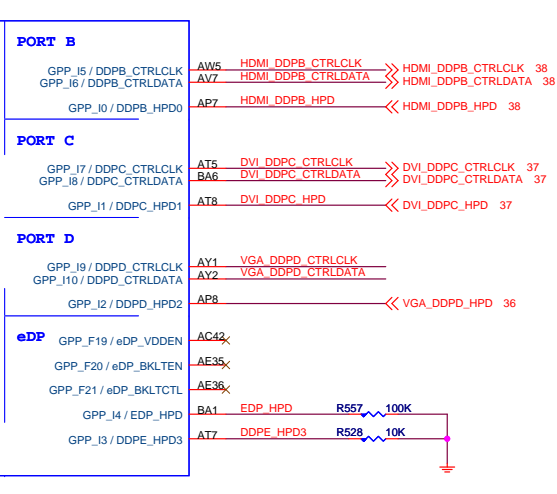 PORT B
GPP_I5 / DDPB_CTRLCLK AW5 HDMI_DDPB_CTRLCLK HDMI_DDPB_CTRLCLK 38
GPP_I6 / DDPB_CTRLDATA AV7 HDMI_DDPB_CTRLDATA HDMI_DDPB_CTRLDATA 38
GPP_I0 / DDPB_HPD0 AP7 HDMI_DDPB_HPD HDMI_DDPB_HPD 38
PORT C
GPP_I7 / DDPC_CTRLCLK AT5 DVI_DDPC_CTRLCLK DVI_DDPC_CTRLCLK 37
GPP_I8 / DDPC_CTRLDATA BA6 DVI_DDPC_CTRLDATA DVI_DDPC_CTRLDATA 37
GPP_I1 / DDPC_HPD1 AT8 DVI_DDPC_HPD DVI_DDPC_HPD 37
PORT D
GPP_I9 / DDPD_CTRLCLK AY1 VGA_DDPD_CTRLCLK
GPP_I10 / DDPD_CTRLDATA AY2 VGA_DDPD_CTRLDATA
GPP_I2 / DDPD_HPD2 AP8 VGA_DDPD_HPD 36
eDP GPP_F19 / eDP_VDDEN AC42
GPP_F20 / eDP_BKLTEN AE35
GPP_F21 / eDP_BKLTCTL AE36
GPP_I4 / EDP_HPD BA1 EDP_HPD R557 100K
GPP_I3 / DDPE_HPD3 AT7 DDPE_HPD3 R528 10K